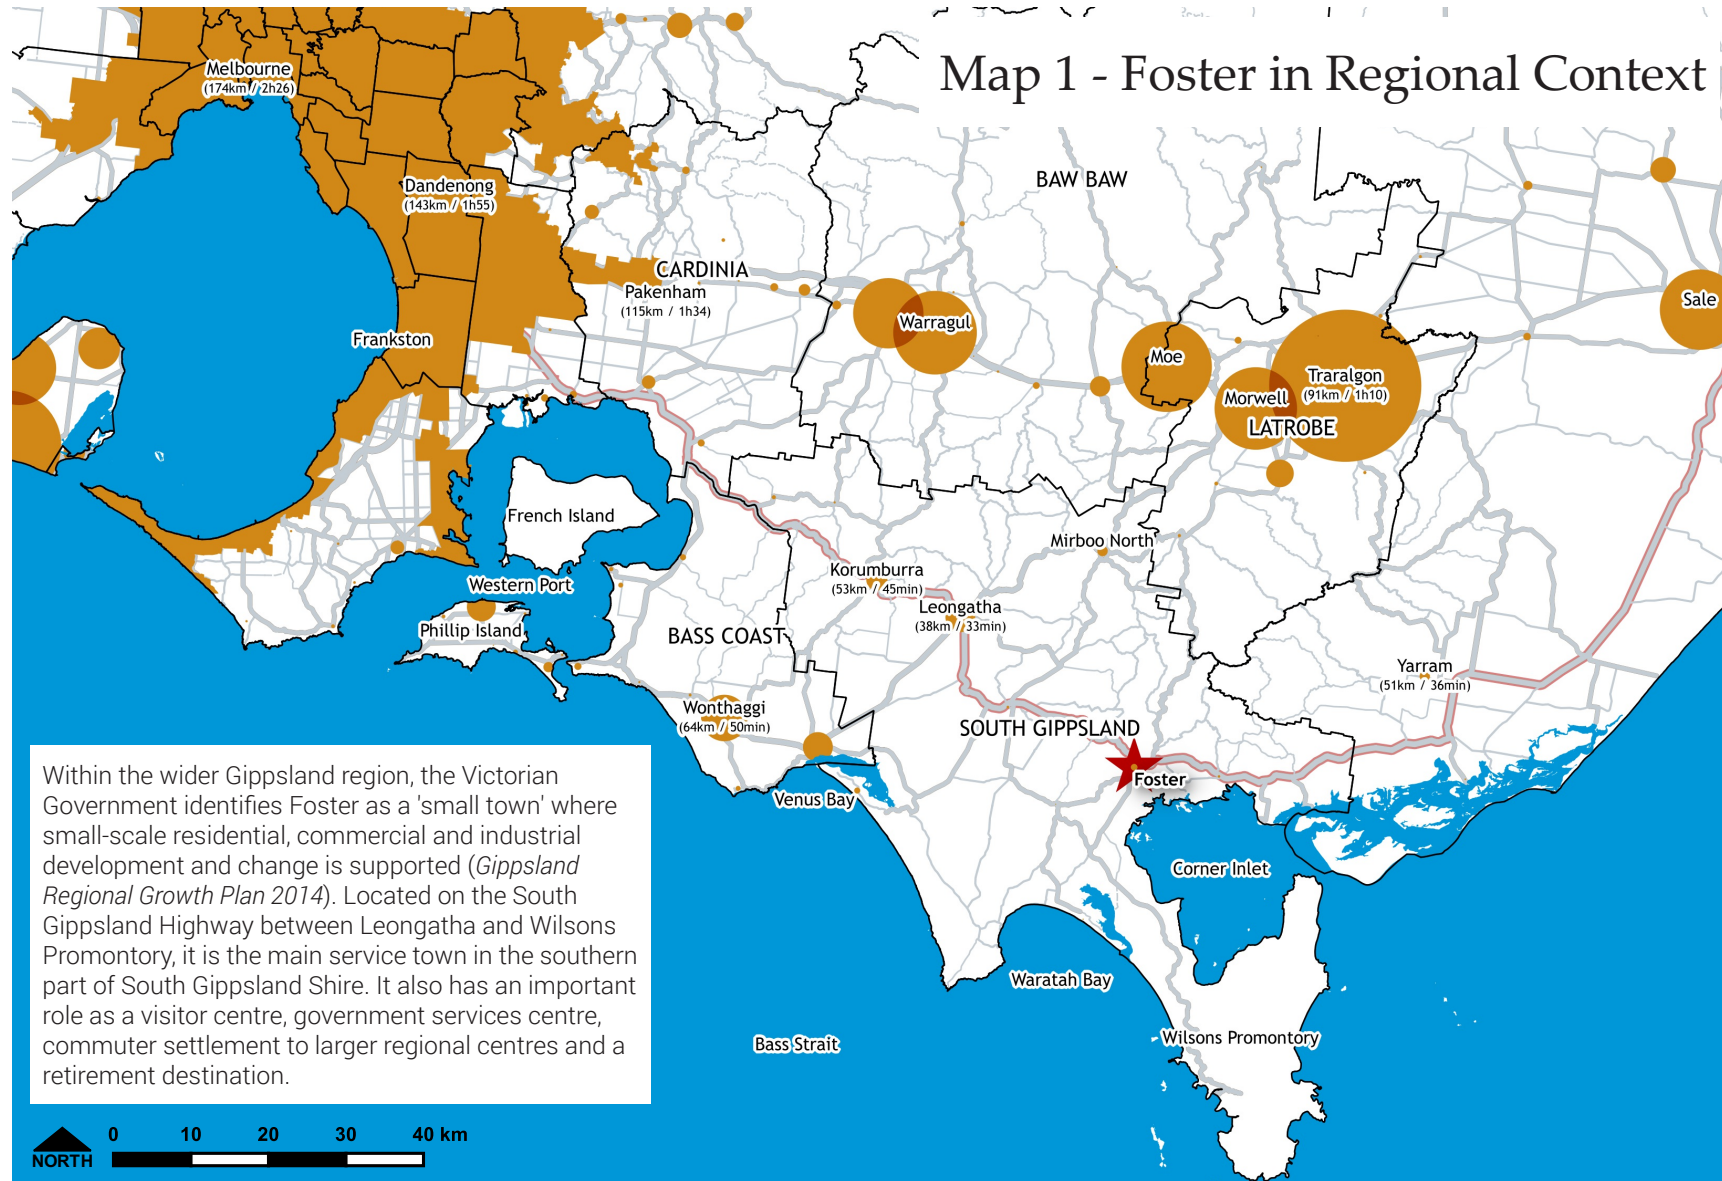 Map 1 - Foster in Regional Context
Melbourne
(174km / 2h26)
BAW BAW
Dandenong
(143km / 1h55)
CARDINIA
Pakenham
(115km / 1h34)
Sale
Warragul
Frankston
Moe
Traralgon
(91km / 1h10)
Morwell
LATROBE
French Island
Mirboo North
Korumburra
(53km / 45min)
Western Port
Leongatha
(38km / 33min)
Phillip Island
BASS COAST
Yarram
(51km / 36min)
Wonthaggi
(64km / 50min)
SOUTH GIPPSLAND
Foster
Venus Bay
Corner Inlet
Waratah Bay
Wilsons Promontory
Bass Strait
Within the wider Gippsland region, the Victorian
Government identifies Foster as a 'small town' where
small-scale residential, commercial and industrial
development and change is supported (Gippsland
Regional Growth Plan 2014). Located on the South
Gippsland Highway between Leongatha and Wilsons
Promontory, it is the main service town in the southern
part of South Gippsland Shire. It also has an important
role as a visitor centre, government services centre,
commuter settlement to larger regional centres and a
retirement destination.
0 10 20 30 40 km
NORTH